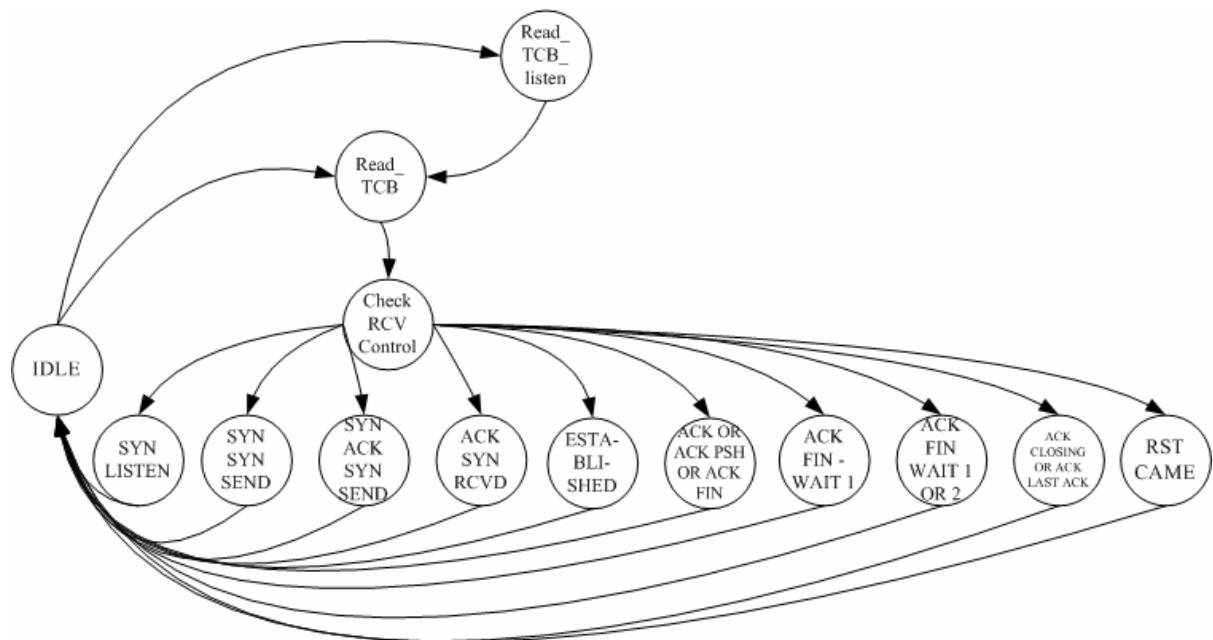 Read_
TCB_
listen
Read_
TCB
Check
RCV
Control
IDLE
SYN
LISTEN
SYN
SYN
SEND
SYN
ACK
SYN
SEND
ACK
SYN
RCVD
ESTA-
BLI-
SHED
ACK OR
ACK PSH
OR ACK
FIN
ACK
FIN -
WAIT 1
ACK
FIN
WAIT 1
OR 2
ACK
CLOSING
OR ACK
LAST ACK
RST
CAME